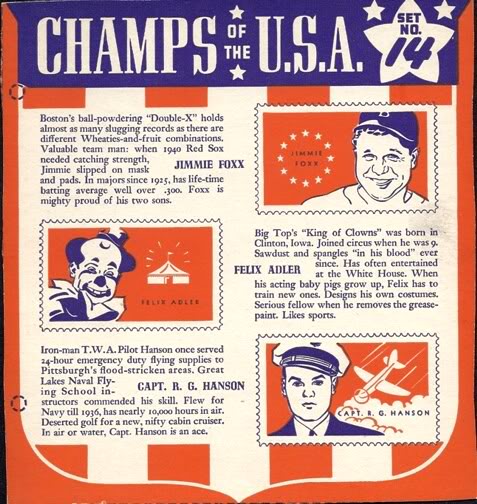 CHAMPS OF THE U.S.A.
SET NO. 14
Boston's ball-powdering "Double-X" holds
almost as many slugging records as there are
different Wheaties-and-fruit combinations.
Valuable team man: when 1940 Red Sox
needed catching strength,
Jimmie slipped on mask
and pads. In majors since 1925, has life-time
batting average well over .300. Foxx is
mighty proud of his two sons.
JIMMIE FOXX
JIMMIE
FOXX
FELIX ADLER
Big Top's "King of Clowns" was born in
Clinton, Iowa. Joined circus when he was 9.
Sawdust and spangles "in his blood" ever
since. Has often entertained
at the White House. When
his acting baby pigs grow up, Felix has to
train new ones. Designs his own costumes.
Serious fellow when he removes the grease-
paint. Likes sports.
FELIX ADLER
Iron-man T.W.A. Pilot Hanson once served
24-hour emergency duty flying supplies to
Pittsburgh's flood-stricken areas. Great
Lakes Naval Fly-
ing School in-
structors commended his skill. Flew for
Navy till 1936, has nearly 10,000 hours in air.
Deserted golf for a new, nifty cabin cruiser.
In air or water, Capt. Hanson is an ace.
CAPT. R. G. HANSON
CAPT. R. G. HANSON